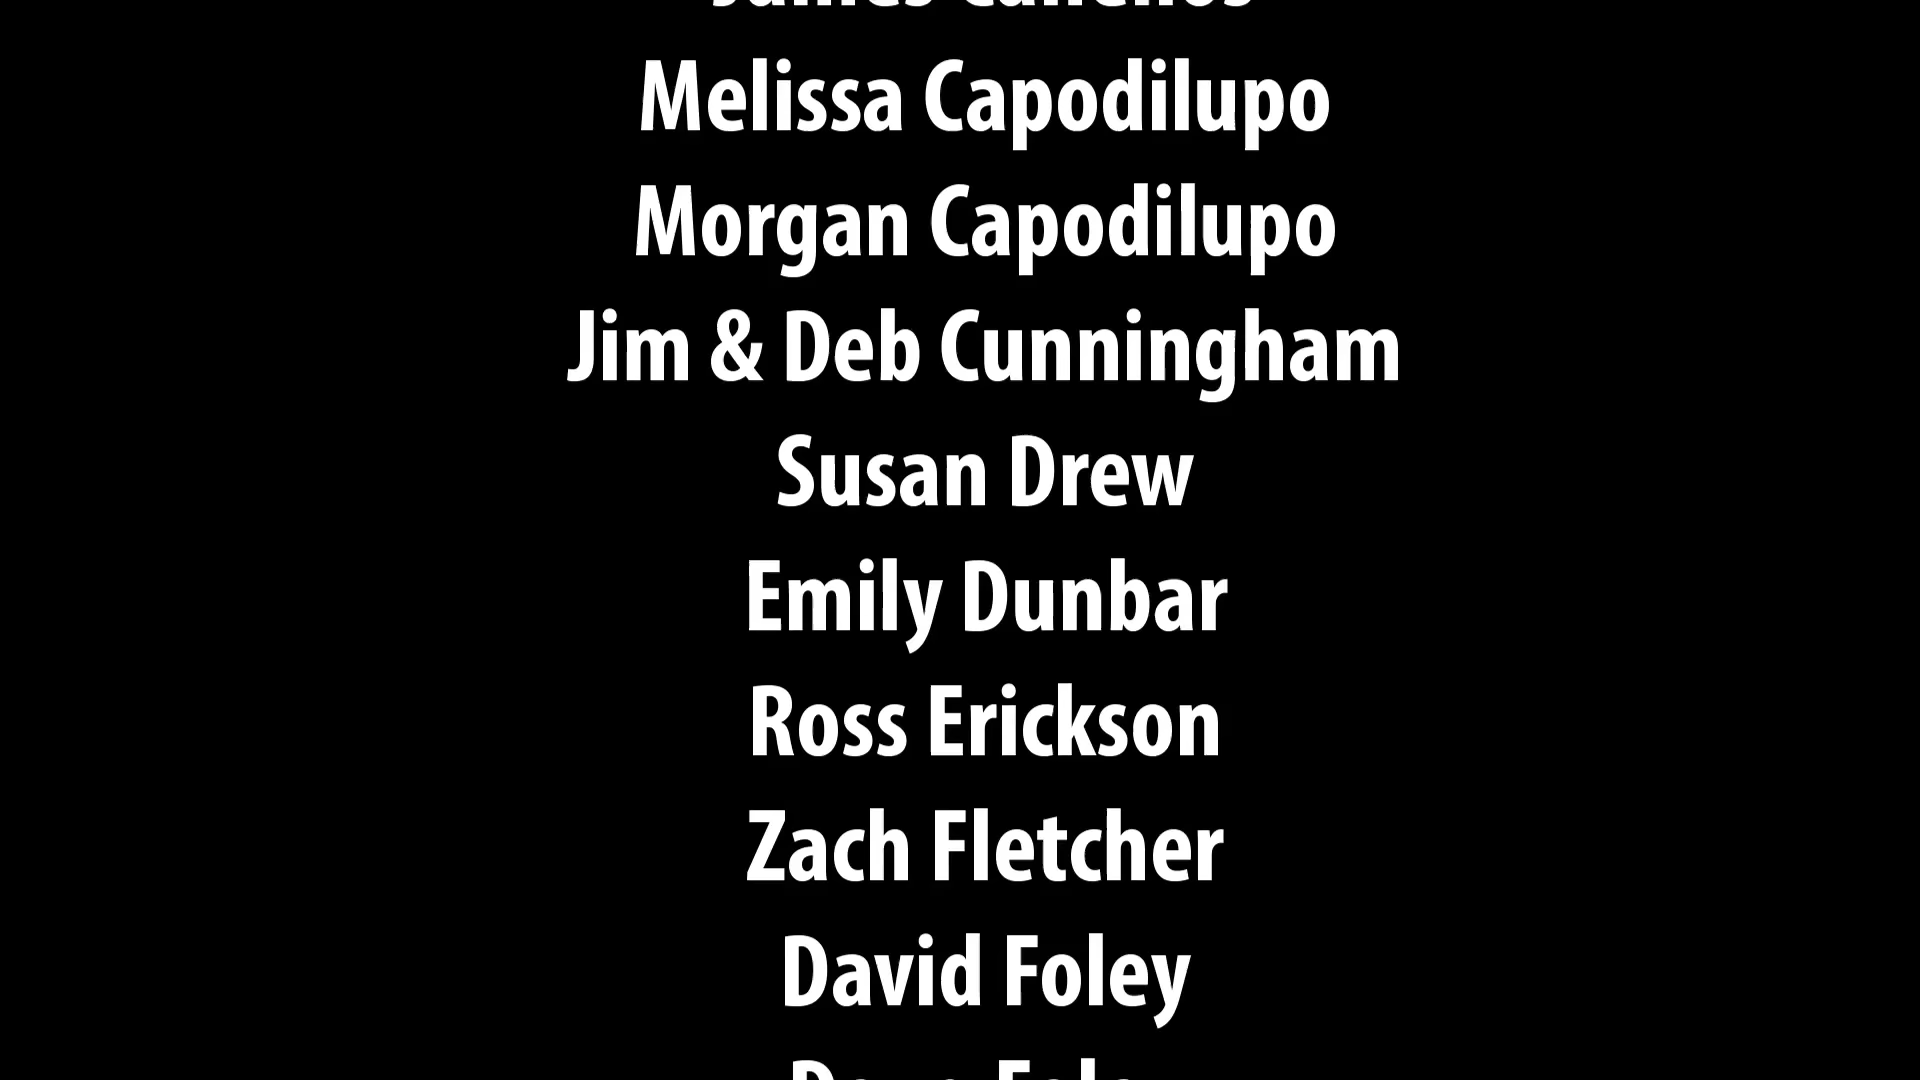 Melissa Capodilupo
Morgan Capodilupo
Jim & Deb Cunningham
Susan Drew
Emily Dunbar
Ross Erickson
Zach Fletcher
David Foley